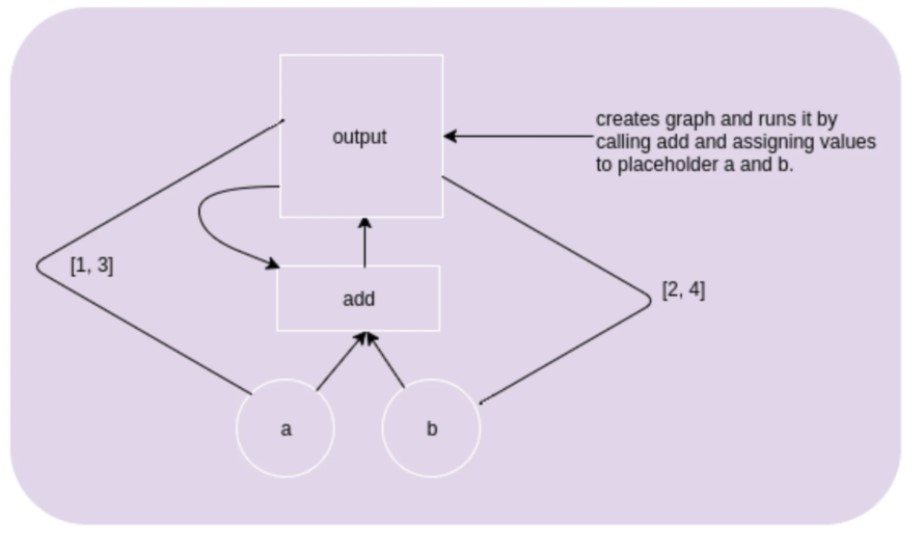 output
creates graph and runs it by
calling add and assigning values
to placeholder a and b.
[1, 3]
[2, 4]
add
a
b